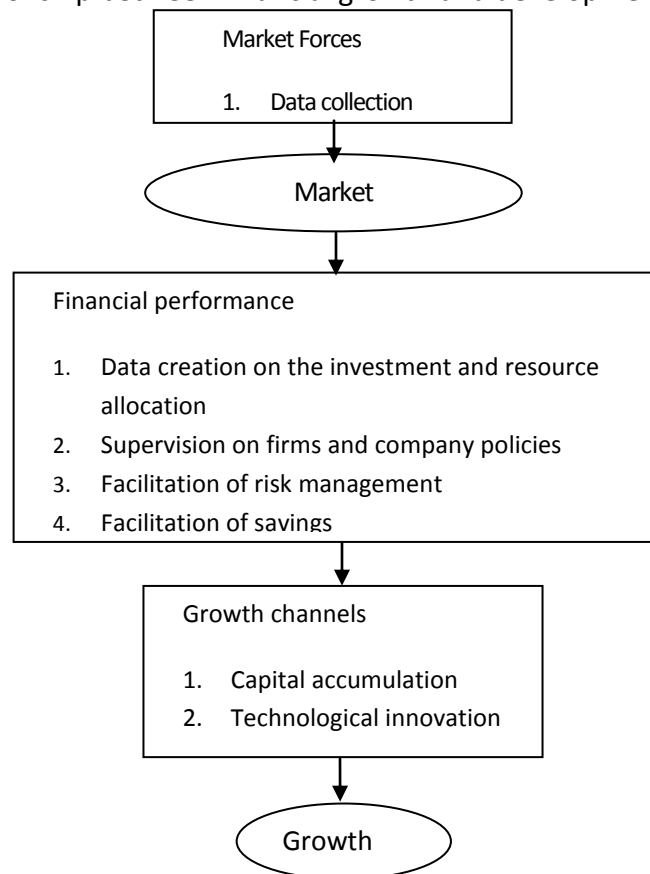 Market Forces
1. Data collection
Market
Financial performance
1. Data creation on the investment and resource
allocation
2. Supervision on firms and company policies
3. Facilitation of risk management
4. Facilitation of savings
Growth channels
1. Capital accumulation
2. Technological innovation
Growth